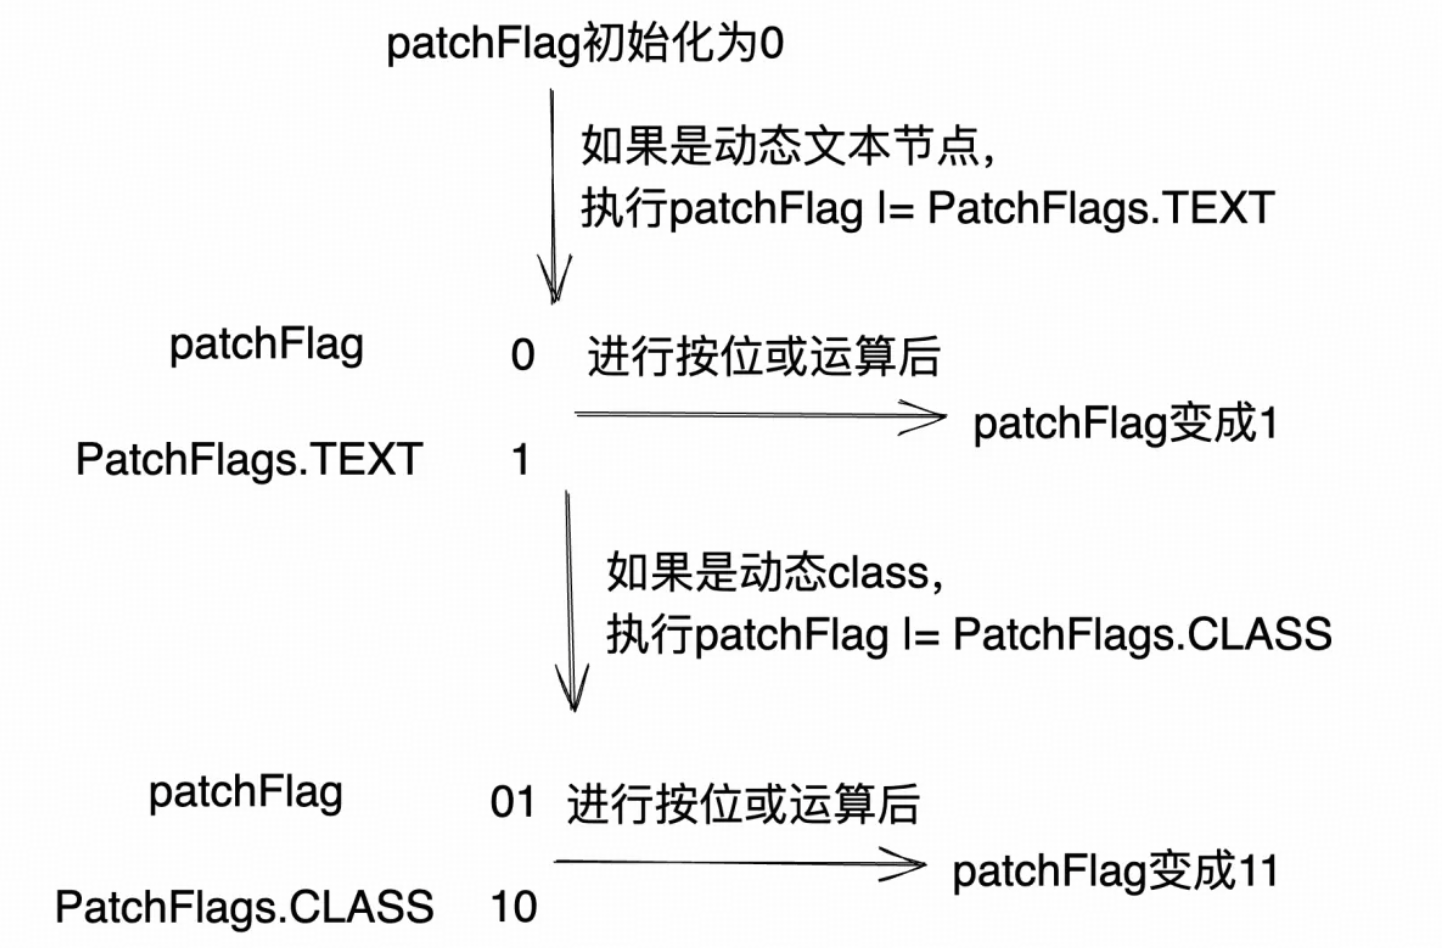 patchFlag初始化为0
如果是动态文本节点，
执行patchFlag |= PatchFlags.TEXT
patchFlag 0 进行按位或运算后
patchFlag变成1
PatchFlags.TEXT 1
如果是动态class，
执行patchFlag |= PatchFlags.CLASS
patchFlag 01 进行按位或运算后
patchFlag变成11
PatchFlags.CLASS 10